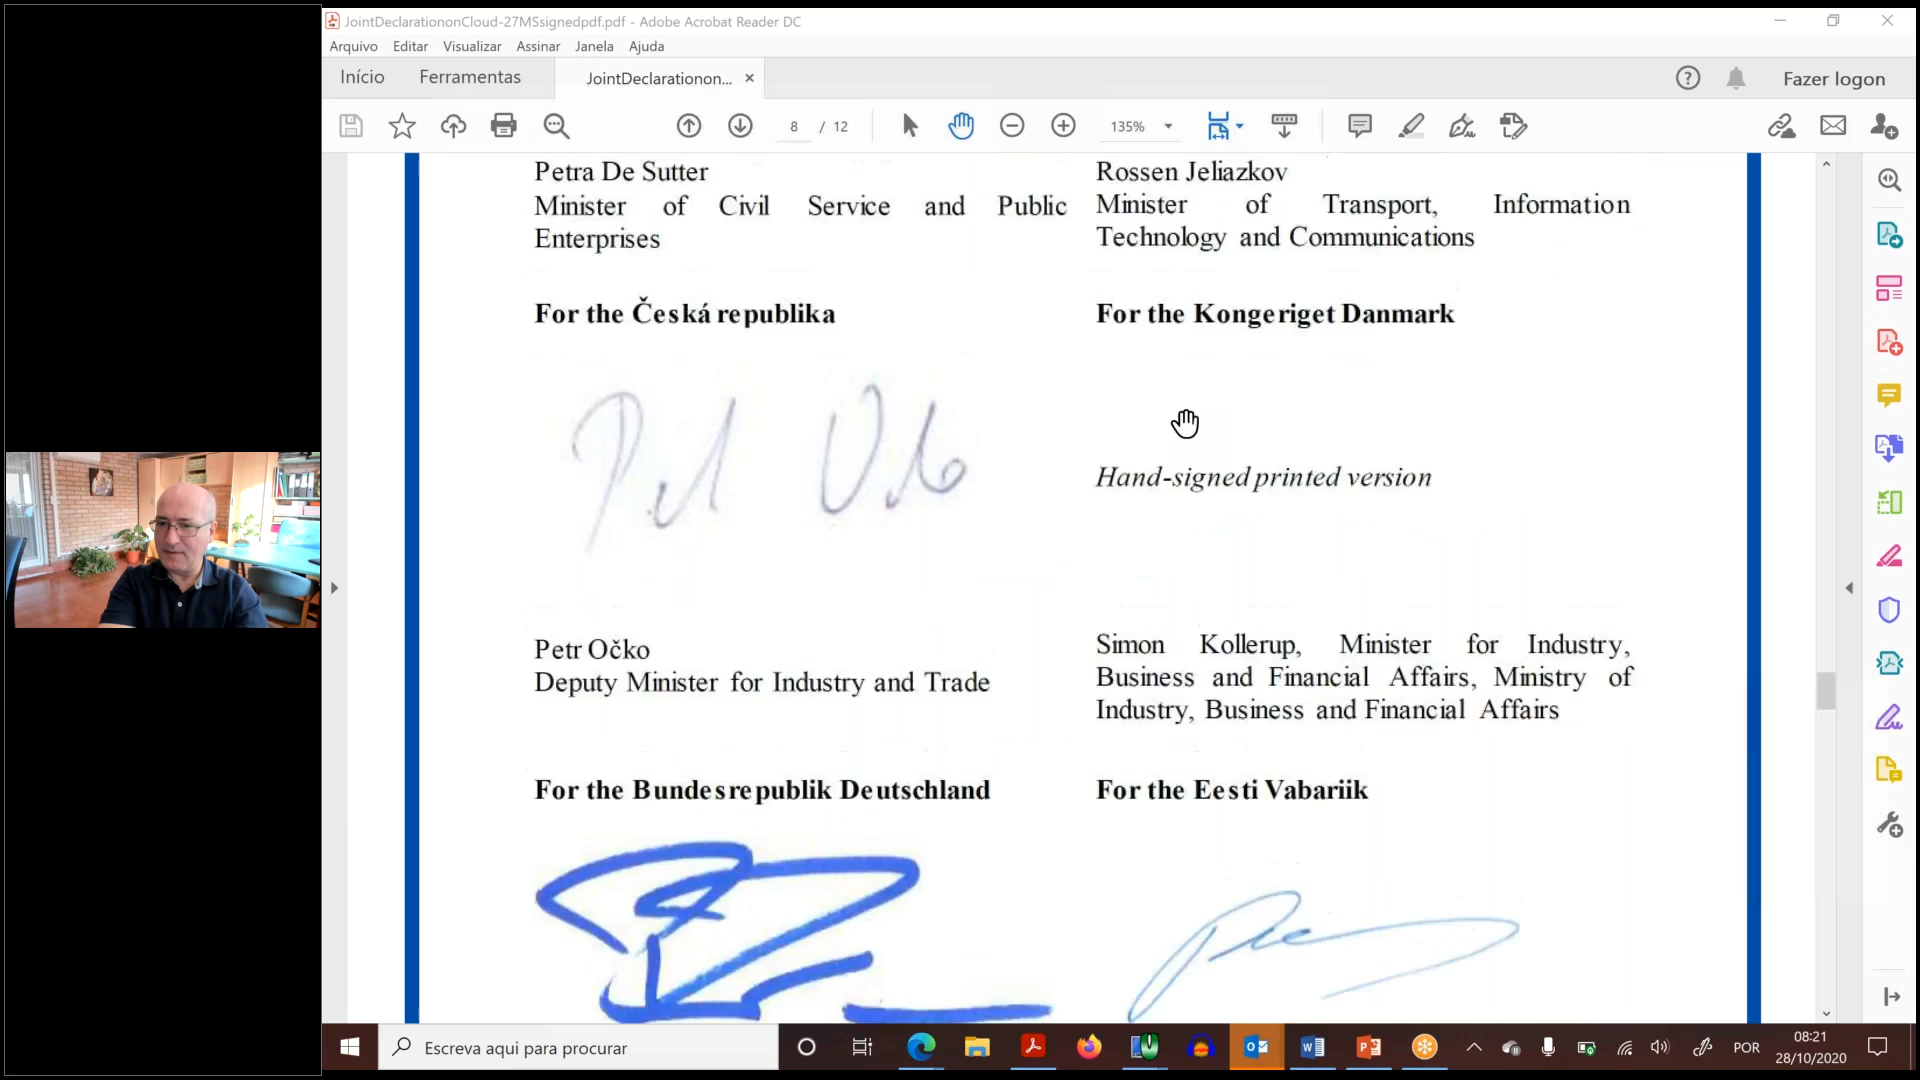 JointDeclarationonCloud-27MSsignedpdf.pdf - Adobe Acrobat Reader DC
Arquivo Editar Visualizar Assinar Janela Ajuda
Início Ferramentas JointDeclarationon... Fazer logon
8 / 12 135%
Petra De Sutter
Minister of Civil Service and Public
Enterprises
Rossen Jeliazkov
Minister of Transport, Information
Technology and Communications
For the Česká republika
For the Kongeriget Danmark
Hand-signed printed version
Petr Očko
Deputy Minister for Industry and Trade
Simon Kollerup, Minister for Industry,
Business and Financial Affairs, Ministry of
Industry, Business and Financial Affairs
For the Bundesrepublik Deutschland
For the Eesti Vabariik
Escreva aqui para procurar
POR
08:21
28/10/2020